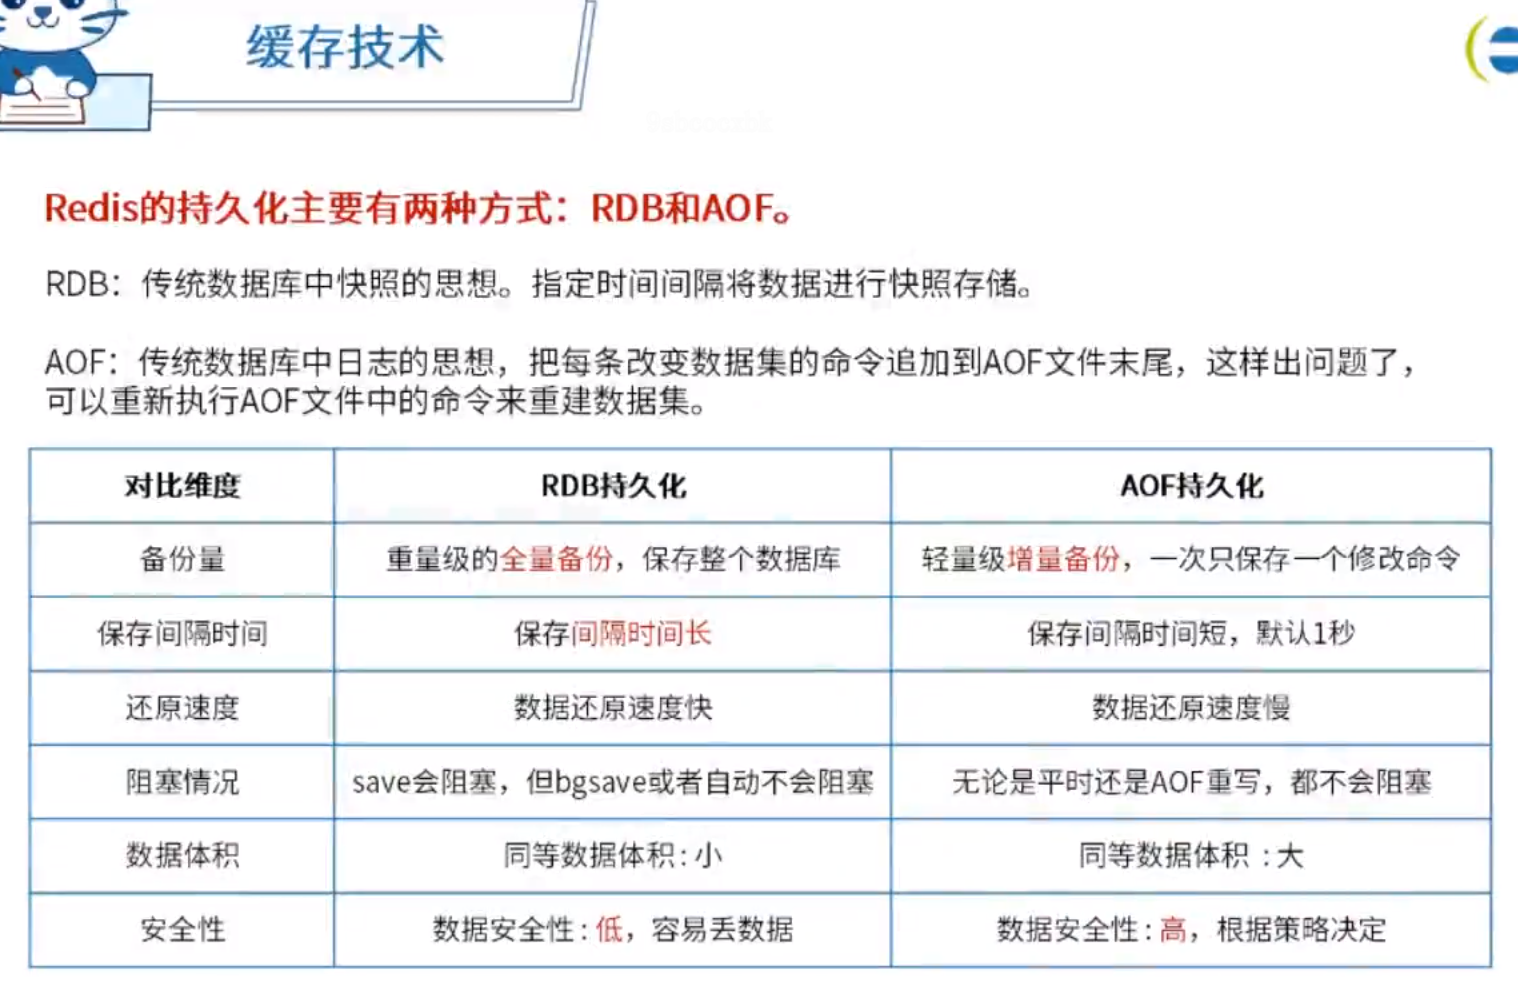 缓存技术
Redis的持久化主要有两种方式：RDB和AOF。
RDB：传统数据库中快照的思想。指定时间间隔将数据进行快照存储。
AOF：传统数据库中日志的思想，把每条改变数据集的命令追加到AOF文件末尾，这样出问题了，
可以重新执行AOF文件中的命令来重建数据集。
对比维度 RDB持久化 AOF持久化
备份量 重量级的全量备份，保存整个数据库 轻量级增量备份，一次只保存一个修改命令
保存间隔时间 保存间隔时间长 保存间隔时间短，默认1秒
还原速度 数据还原速度快 数据还原速度慢
阻塞情况 save会阻塞，但bgsave或者自动不会阻塞 无论是平时还是AOF重写，都不会阻塞
数据体积 同等数据体积：小 同等数据体积：大
安全性 数据安全性：低，容易丢数据 数据安全性：高，根据策略决定